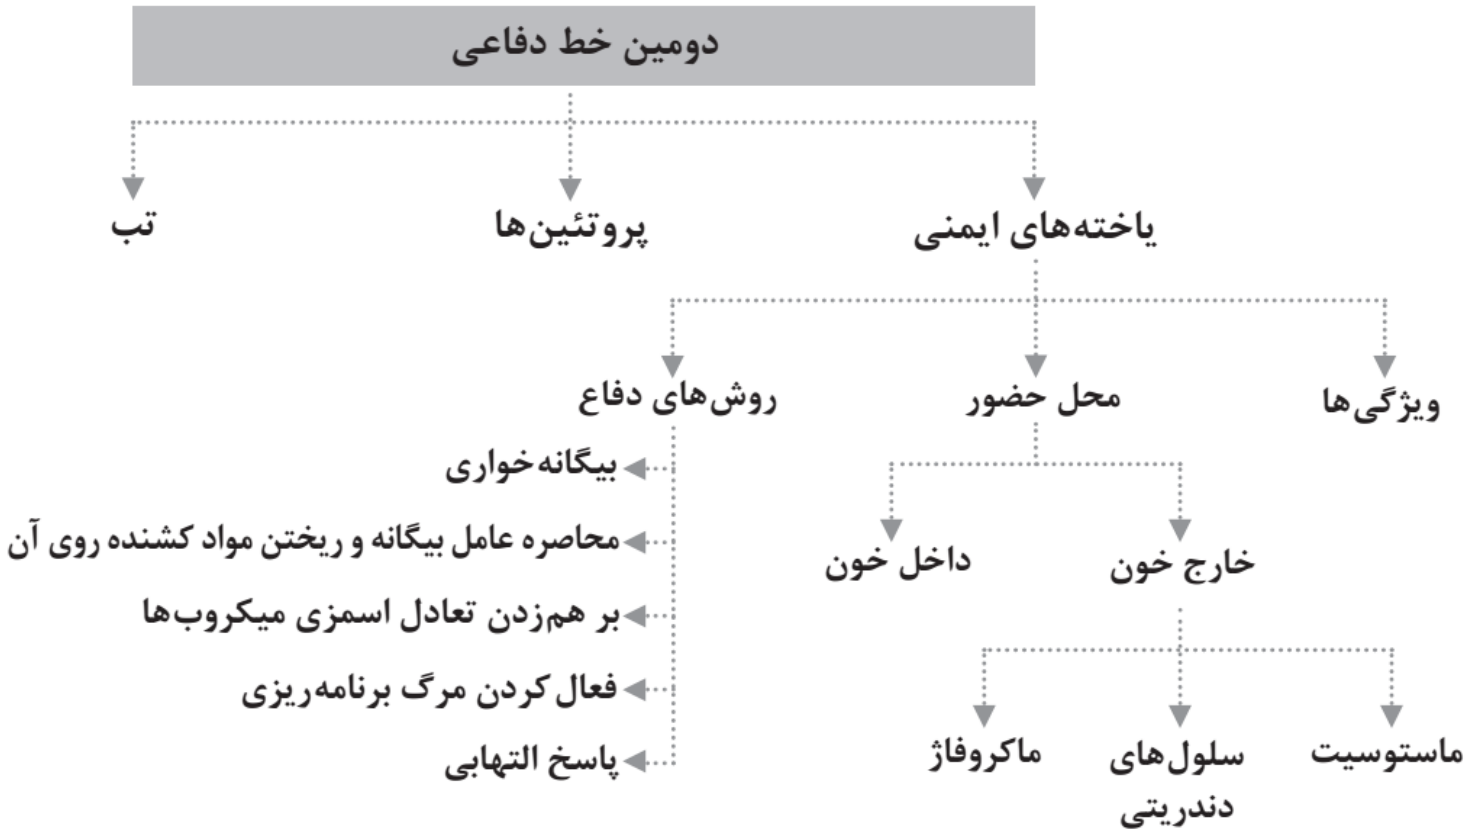 دومین خط دفاعی
یاخته‌های ایمنی
پروتئین‌ها
تب
ویژگی‌ها
محل حضور
روش‌های دفاع
بیگانه‌خواری
محاصره عامل بیگانه و ریختن مواد کشنده روی آن
بر هم‌زدن تعادل اسمزی میکروب‌ها
فعال کردن مرگ برنامه‌ریزی
پاسخ التهابی
خارج خون
داخل خون
ماستوسیت
سلول‌های
دندریتی
ماکروفاژ